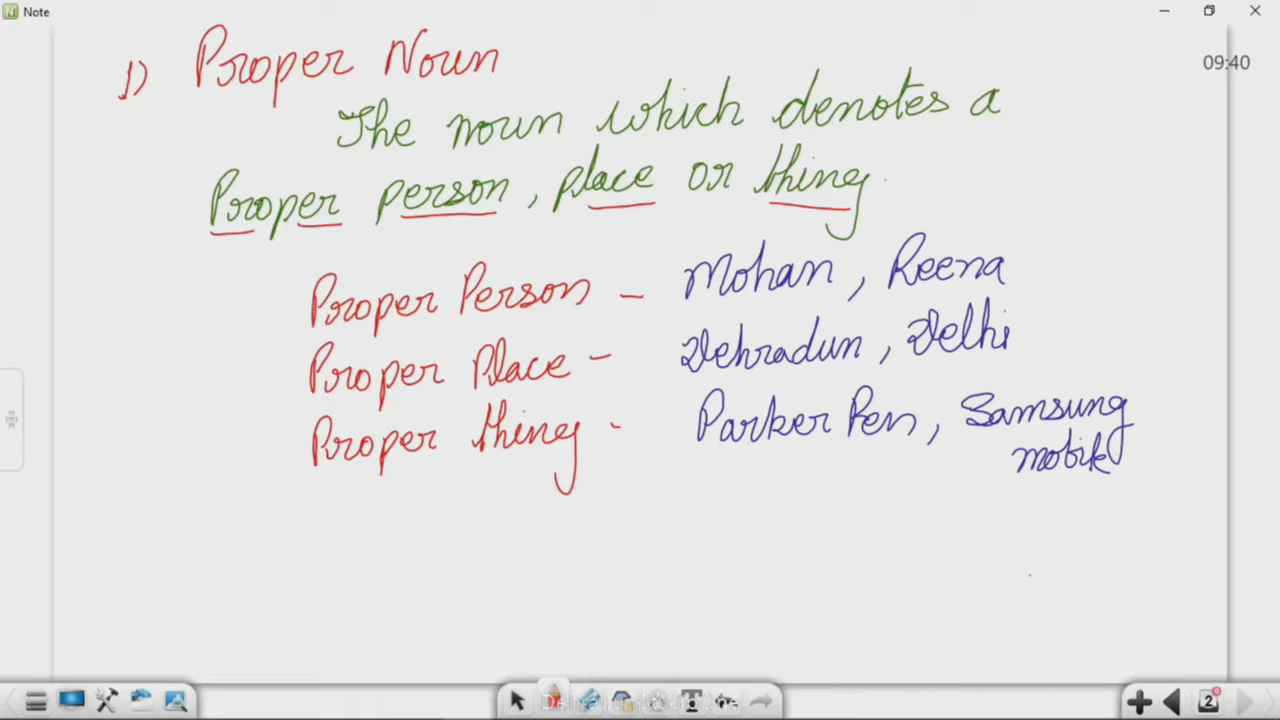 Note
09:40
1) Proper Noun
The noun which denotes a
Proper person, place or thing.
Proper Person - Mohan, Reena
Proper Place - Dehradun, Delhi
Proper thing - Parker Pen, Samsung
mobile
2